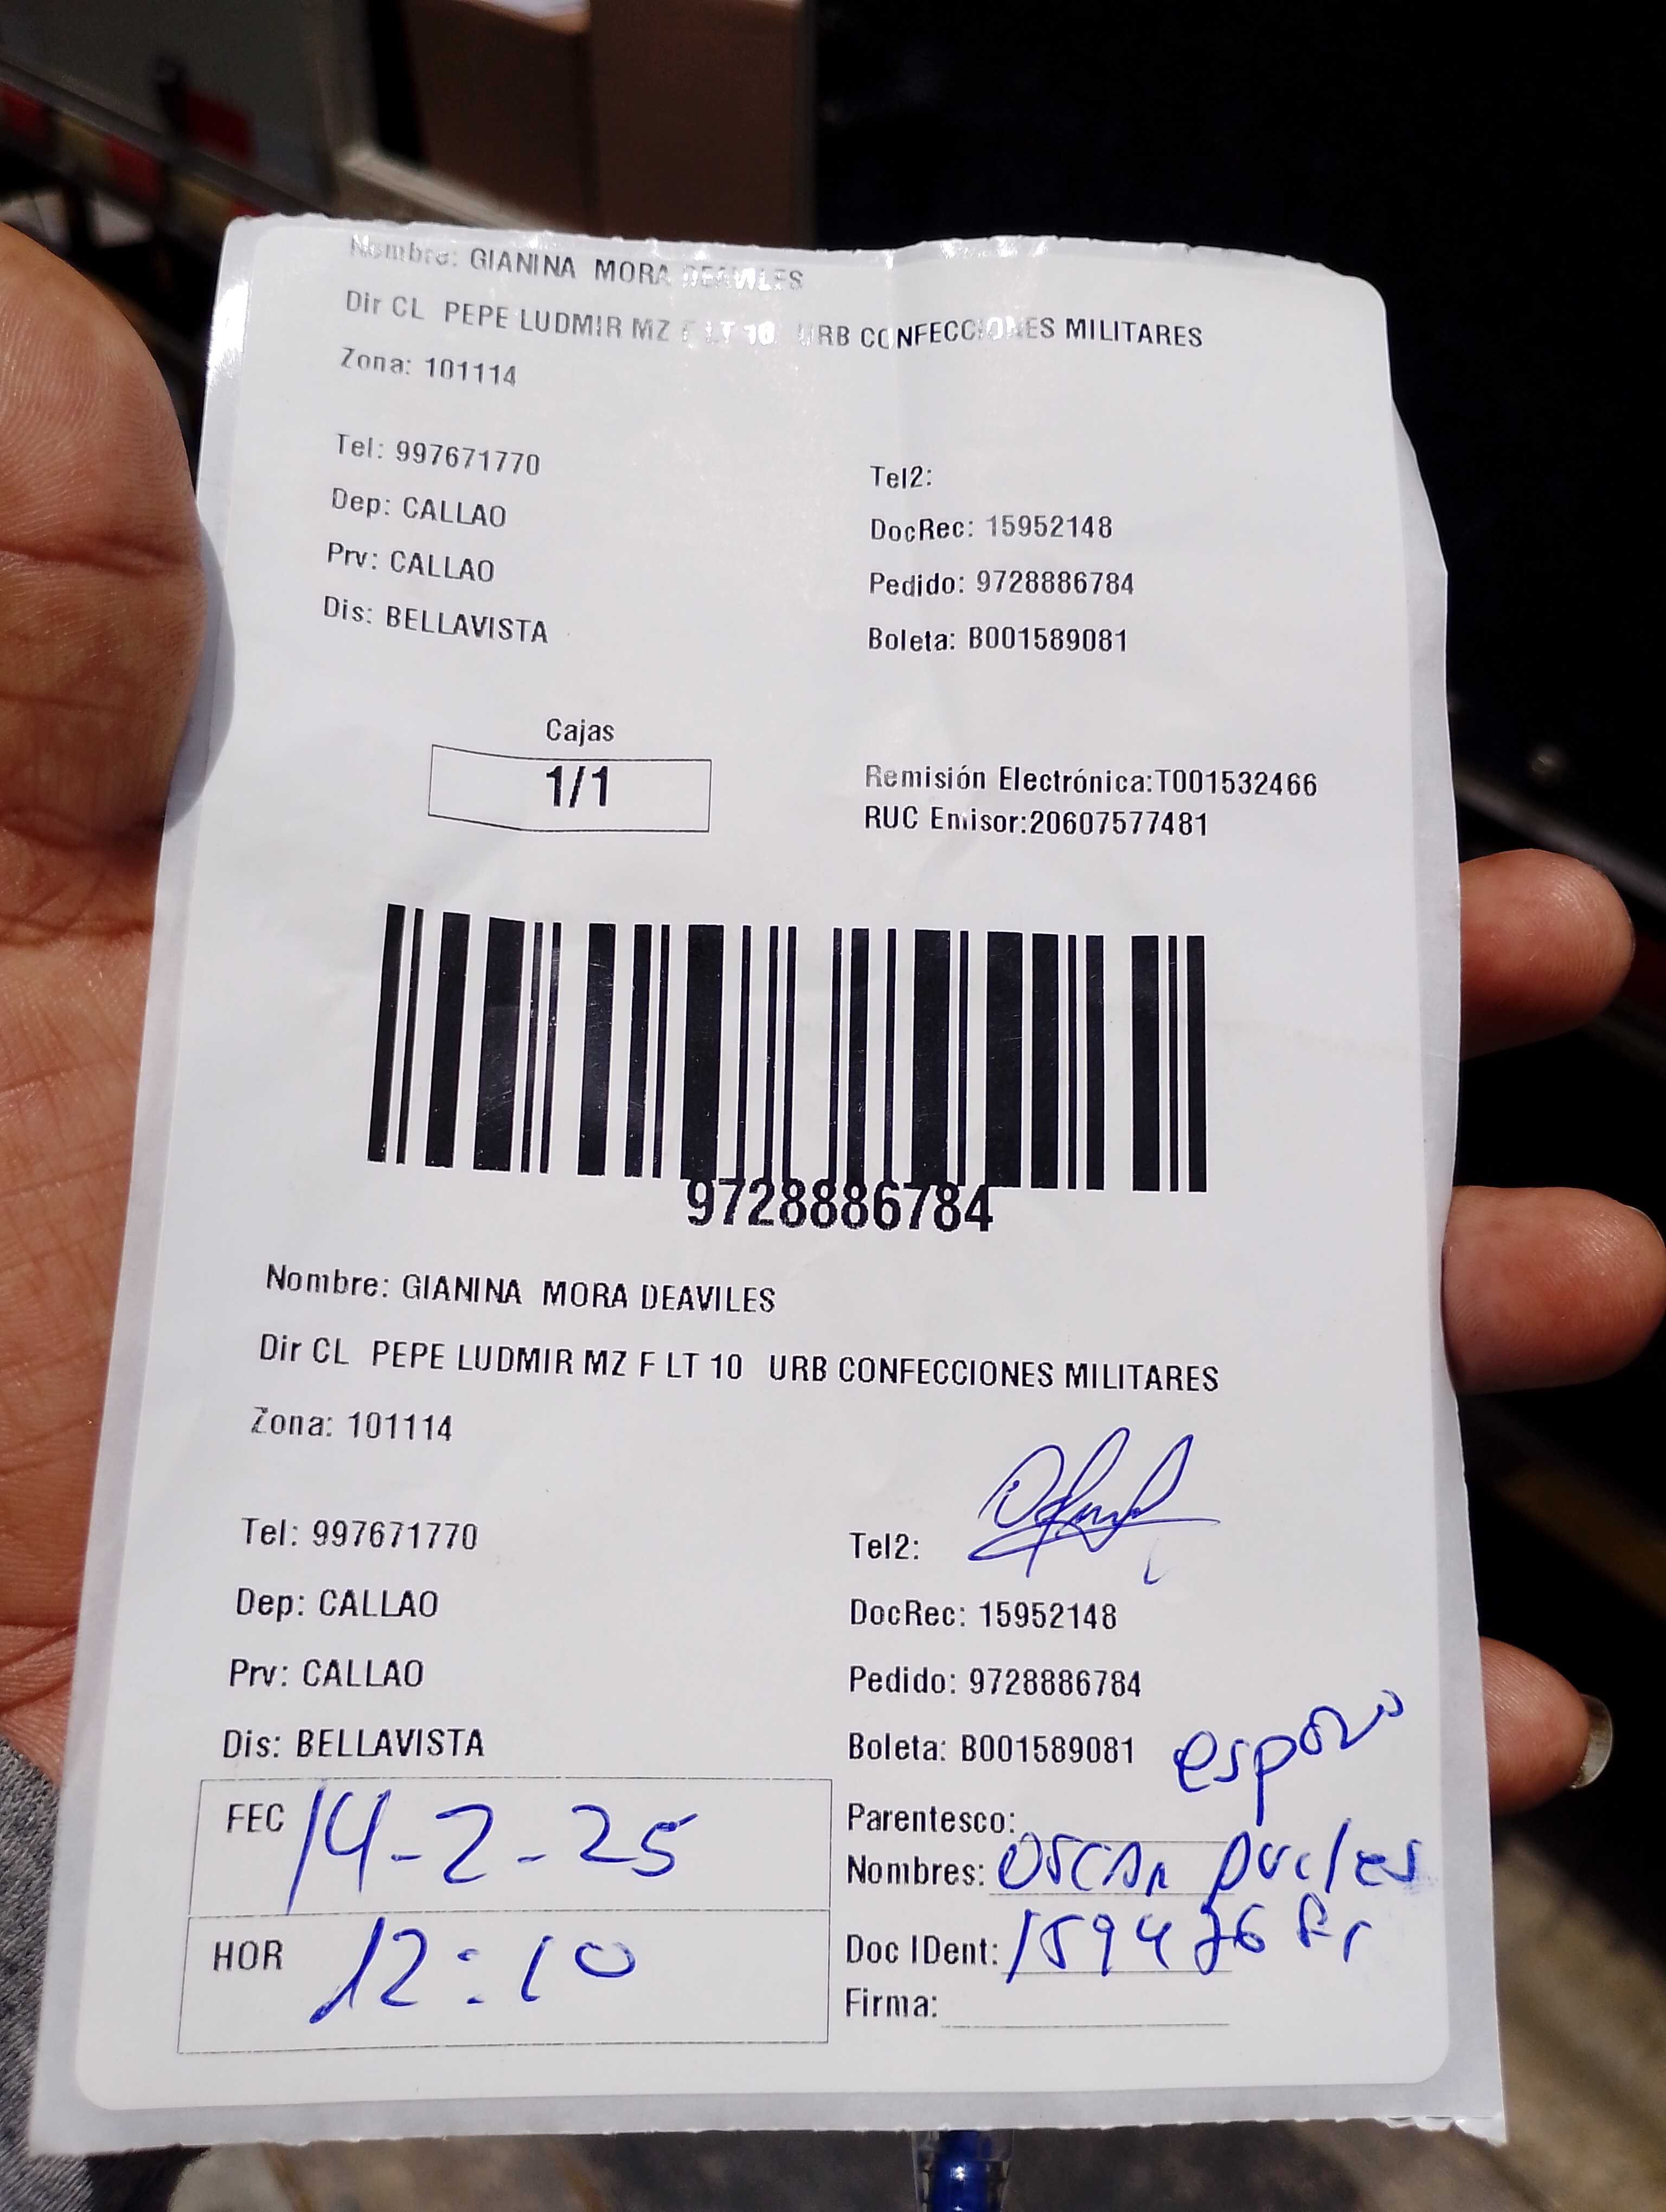 Nombre: GIANINA MORA DEAVILES
Dir CL PEPE LUDMIR MZ F LT 10 URB CONFECCIONES MILITARES
Zona: 101114
Tel: 997671770
Tel2:
Dep: CALLAO
DocRec: 15952148
Prv: CALLAO
Pedido: 9728886784
Dis: BELLAVISTA
Boleta: B001589081
Cajas
1/1
Remisión Electrónica:T001532466
RUC Emisor:20607577481
9728886784
Nombre: GIANINA MORA DEAVILES
Dir CL PEPE LUDMIR MZ F LT 10 URB CONFECCIONES MILITARES
Zona: 101114
Tel: 997671770
Tel2:
Dep: CALLAO
DocRec: 15952148
Prv: CALLAO
Pedido: 9728886784
Dis: BELLAVISTA
Boleta: B001589081
esposo
FEC 14-2-25
Parentesco:
Nombres: OSCAR
HOR 12:10
Doc IDent:
Firma: